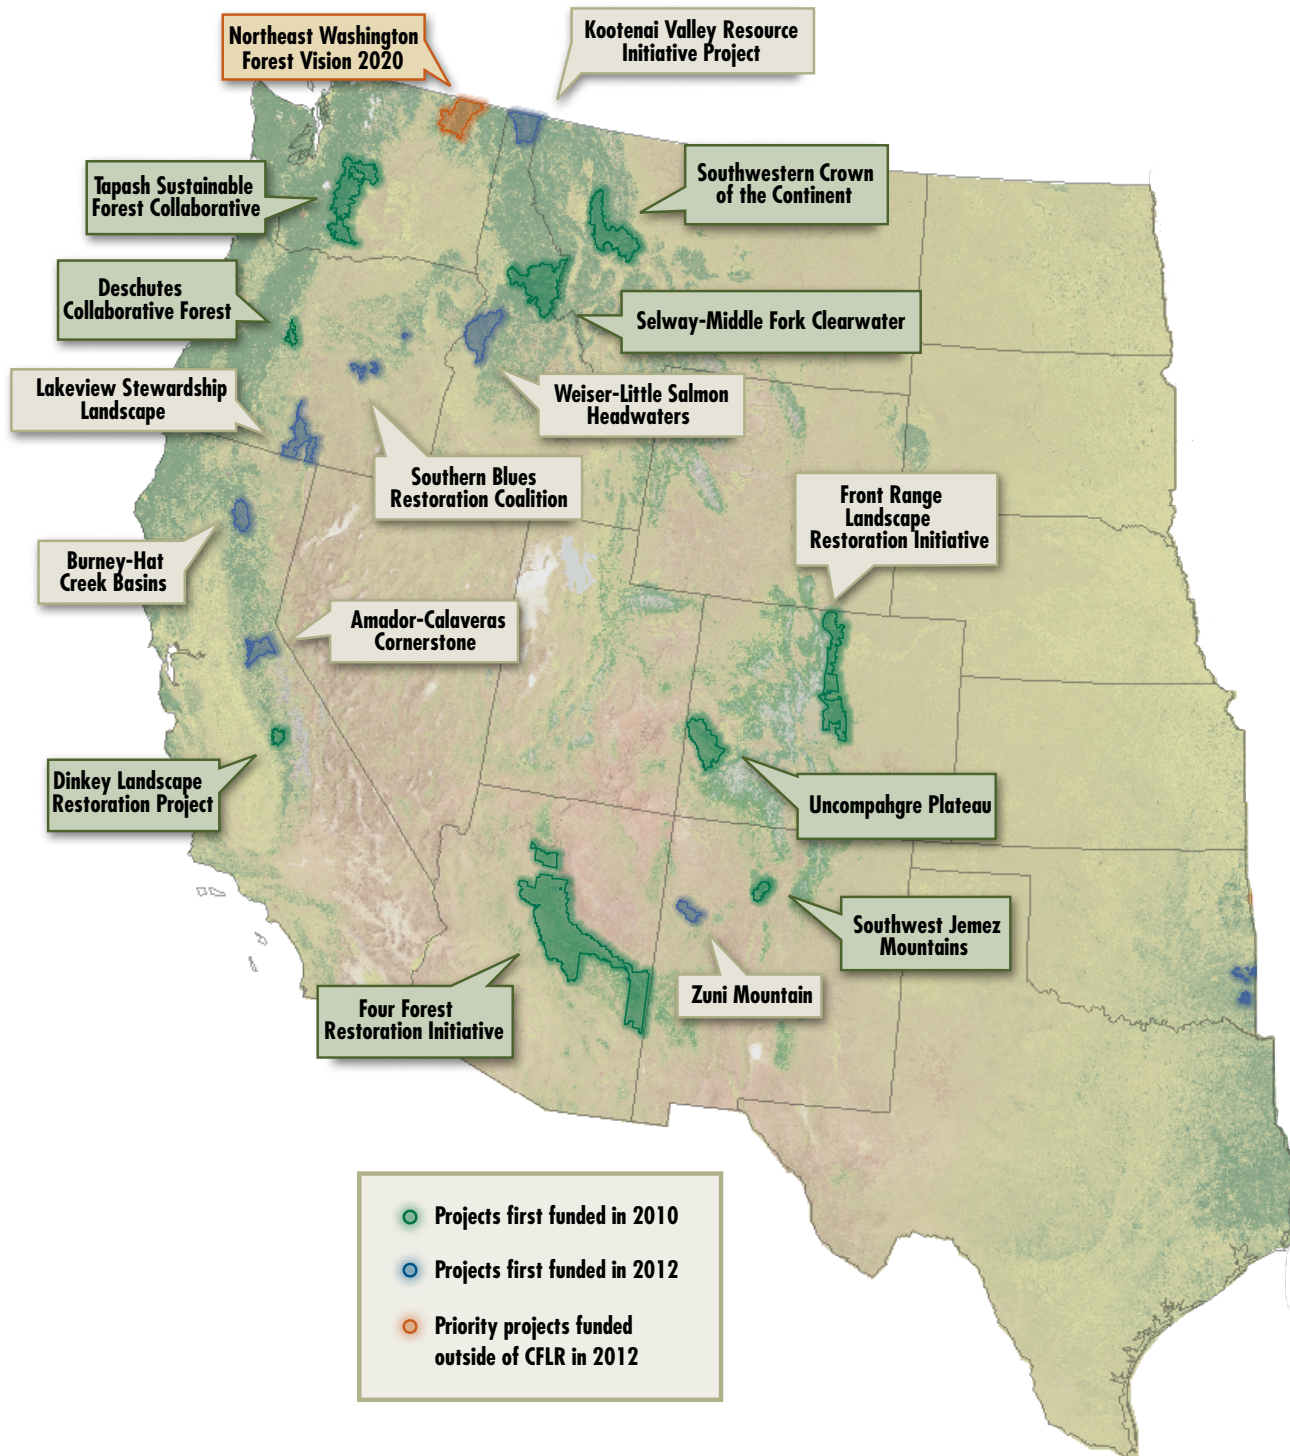 Northeast Washington
Forest Vision 2020
Kootenai Valley Resource
Initiative Project
Tapash Sustainable
Forest Collaborative
Southwestern Crown
of the Continent
Deschutes
Collaborative Forest
Selway-Middle Fork Clearwater
Lakeview Stewardship
Landscape
Weiser-Little Salmon
Headwaters
Southern Blues
Restoration Coalition
Front Range
Landscape
Restoration Initiative
Burney-Hat
Creek Basins
Amador-Calaveras
Cornerstone
Dinkey Landscape
Restoration Project
Uncompahgre Plateau
Southwest Jemez
Mountains
Zuni Mountain
Four Forest
Restoration Initiative
Projects first funded in 2010
Projects first funded in 2012
Priority projects funded
outside of CFLR in 2012